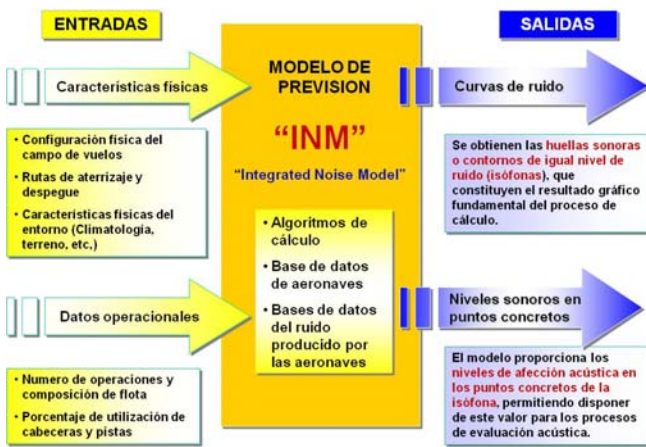 ENTRADAS
Características físicas
• Configuración física del
campo de vuelos
• Rutas de aterrizaje y
despegue
• Características físicas del
entorno (Climatología,
terreno, etc.)
Datos operacionales
• Numero de operaciones y
composición de flota
• Porcentaje de utilización de
cabeceras y pistas
MODELO DE
PREVISION
“INM”
“Integrated Noise Model”
• Algoritmos de
cálculo
• Base de datos
de aeronaves
• Bases de datos
del ruido
producido por
las aeronaves
SALIDAS
Curvas de ruido
Se obtienen las huellas sonoras
o contornos de igual nivel de
ruido (isófonas), que
constituyen el resultado gráfico
fundamental del proceso de
cálculo.
Niveles sonoros en
puntos concretos
El modelo proporciona los
niveles de afección acústica en
los puntos concretos de la
isófona, permitiendo disponer
de este valor para los procesos
de evaluación acústica.